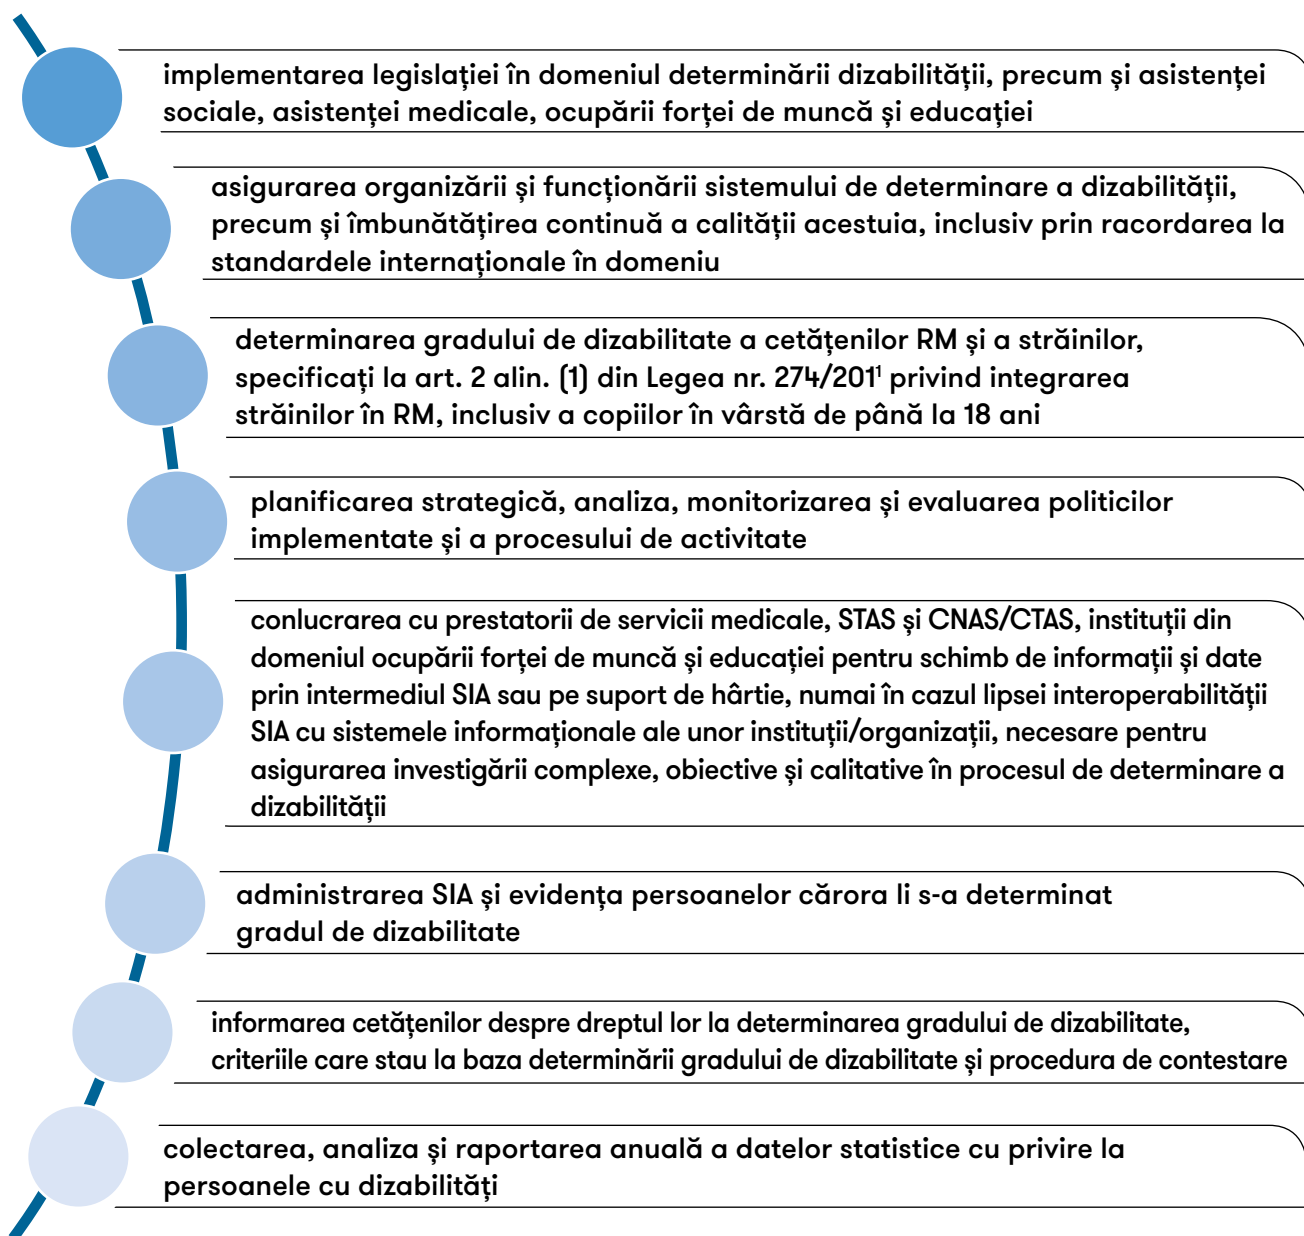 implementarea legislației în domeniul determinării dizabilității, precum și asistenței
sociale, asistenței medicale, ocupării forței de muncă și educației
asigurarea organizării și funcționării sistemului de determinare a dizabilității,
precum și îmbunătățirea continuă a calității acestuia, inclusiv prin racordarea la
standardele internaționale în domeniu
determinarea gradului de dizabilitate a cetățenilor RM și a străinilor,
specificați la art. 2 alin. (1) din Legea nr. 274/201¹ privind integrarea
străinilor în RM, inclusiv a copiilor în vârstă de până la 18 ani
planificarea strategică, analiza, monitorizarea și evaluarea politicilor
implementate și a procesului de activitate
conlucrarea cu prestatorii de servicii medicale, STAS și CNAS/CTAS, instituții din
domeniul ocupării forței de muncă și educației pentru schimb de informații și date
prin intermediul SIA sau pe suport de hârtie, numai în cazul lipsei interoperabilității
SIA cu sistemele informaționale ale unor instituții/organizații, necesare pentru
asigurarea investigării complexe, obiective și calitative în procesul de determinare a
dizabilității
administrarea SIA și evidența persoanelor cărora li s-a determinat
gradul de dizabilitate
informarea cetățenilor despre dreptul lor la determinarea gradului de dizabilitate,
criteriile care stau la baza determinării gradului de dizabilitate și procedura de contestare
colectarea, analiza și raportarea anuală a datelor statistice cu privire la
persoanele cu dizabilități